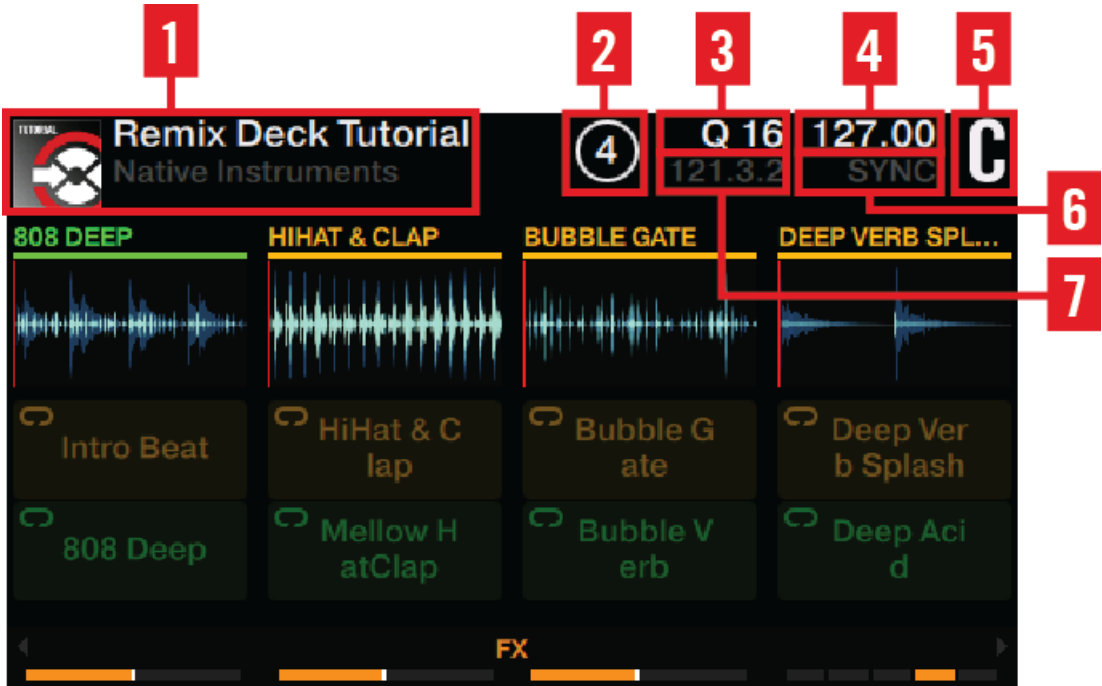 1
2
3
4
5
TUTORIAL
Remix Deck Tutorial
Native Instruments
4
Q 16
121.3.2
127.00
SYNC
C
6
7
808 DEEP
HIHAT & CLAP
BUBBLE GATE
DEEP VERB SPL...
Intro Beat
HiHat & C
lap
Bubble G
ate
Deep Ver
b Splash
808 Deep
Mellow H
atClap
Bubble V
erb
Deep Aci
d
FX